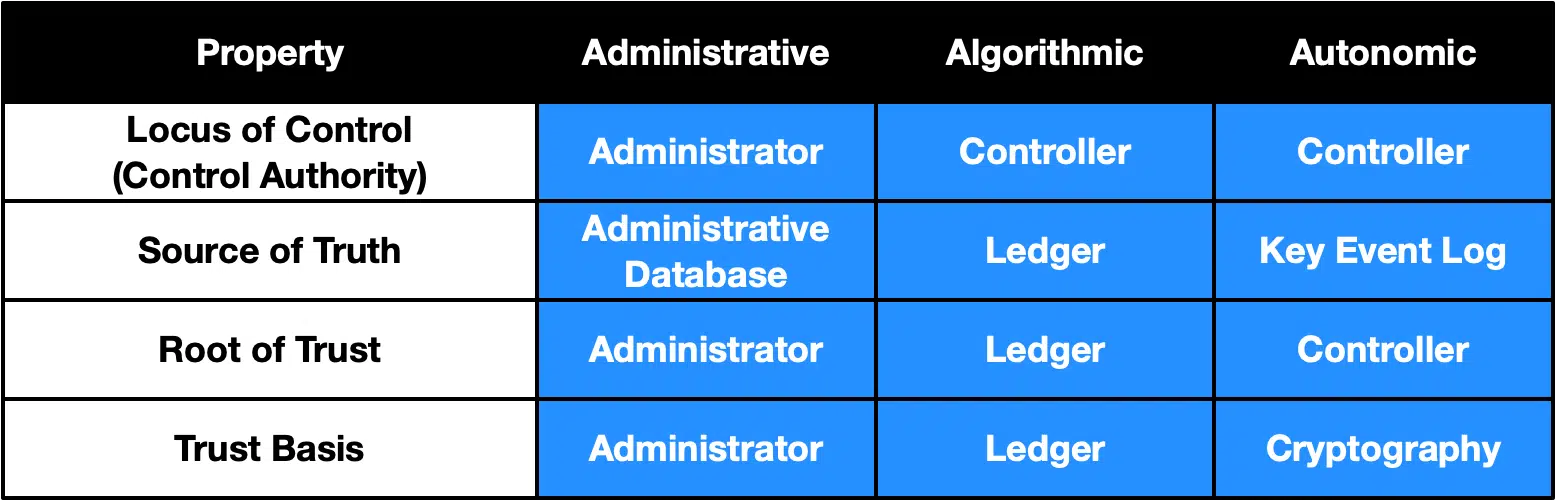 Property Administrative Algorithmic Autonomic
Locus of Control
(Control Authority) Administrator Controller Controller
Source of Truth Administrative
Database Ledger Key Event Log
Root of Trust Administrator Ledger Controller
Trust Basis Administrator Ledger Cryptography